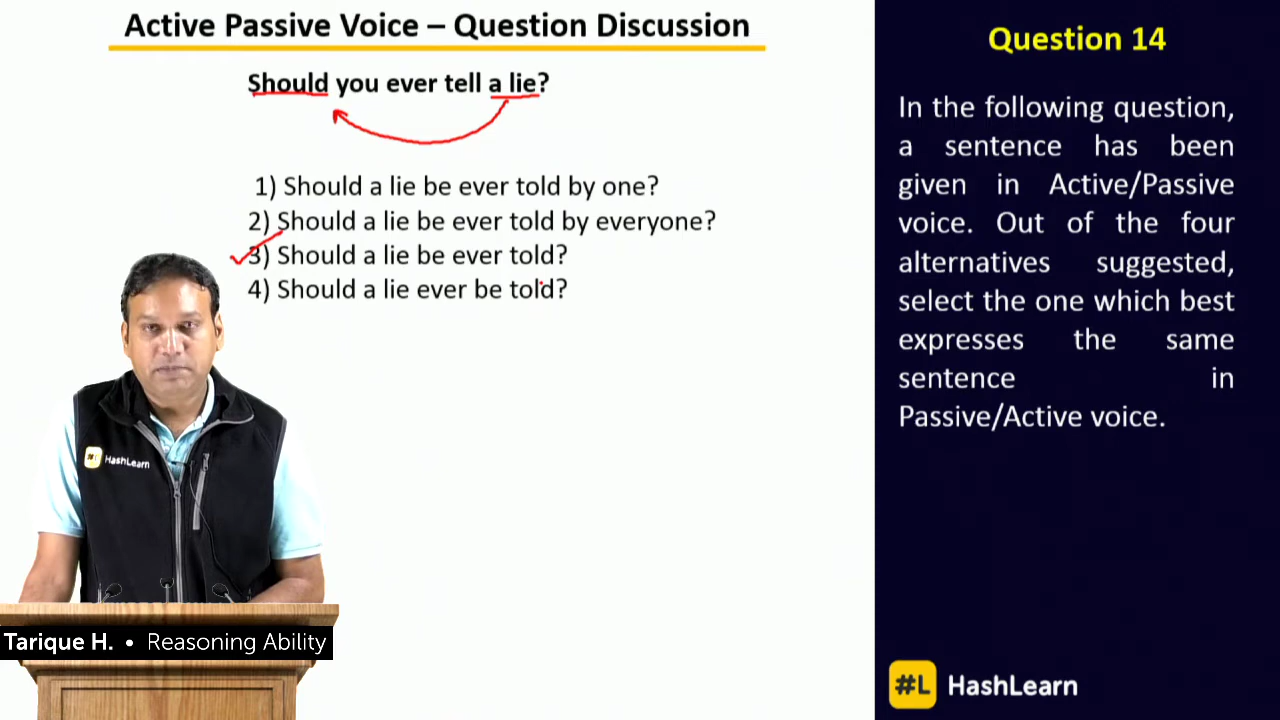 Active Passive Voice – Question Discussion
Should you ever tell a lie?
1) Should a lie be ever told by one?
2) Should a lie be ever told by everyone?
3) Should a lie be ever told?
4) Should a lie ever be told?
#L HashLearn
Tarique H. • Reasoning Ability
Question 14
In the following question,
a sentence has been
given in Active/Passive
voice. Out of the four
alternatives suggested,
select the one which best
expresses the same
sentence in
Passive/Active voice.
#L HashLearn